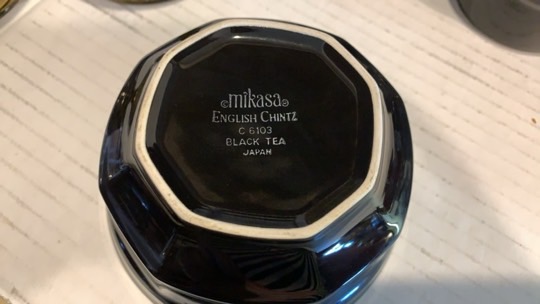 ©mikasa®
ENGLISH CHINTZ
C 6103
BLACK TEA
JAPAN